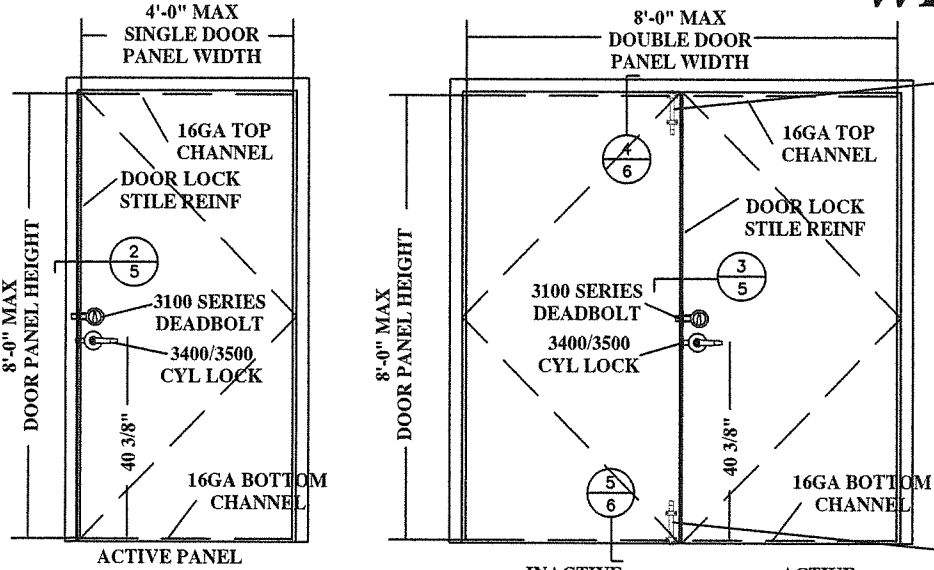 4'-0" MAX
SINGLE DOOR
PANEL WIDTH
16GA TOP
CHANNEL
DOOR LOCK
STILE REINF
2
5
8'-0" MAX
DOOR PANEL HEIGHT
3100 SERIES
DEADBOLT
3400/3500
CYL LOCK
40 3/8"
16GA BOTTOM
CHANNEL
ACTIVE PANEL
8'-0" MAX
DOUBLE DOOR
PANEL WIDTH
4
6
16GA TOP
CHANNEL
DOOR LOCK
STILE REINF
3
5
8'-0" MAX
DOOR PANEL HEIGHT
3100 SERIES
DEADBOLT
3400/3500
CYL LOCK
40 3/8"
5
6
16GA BOTTOM
CHANNEL
INACTIVE
ACTIVE